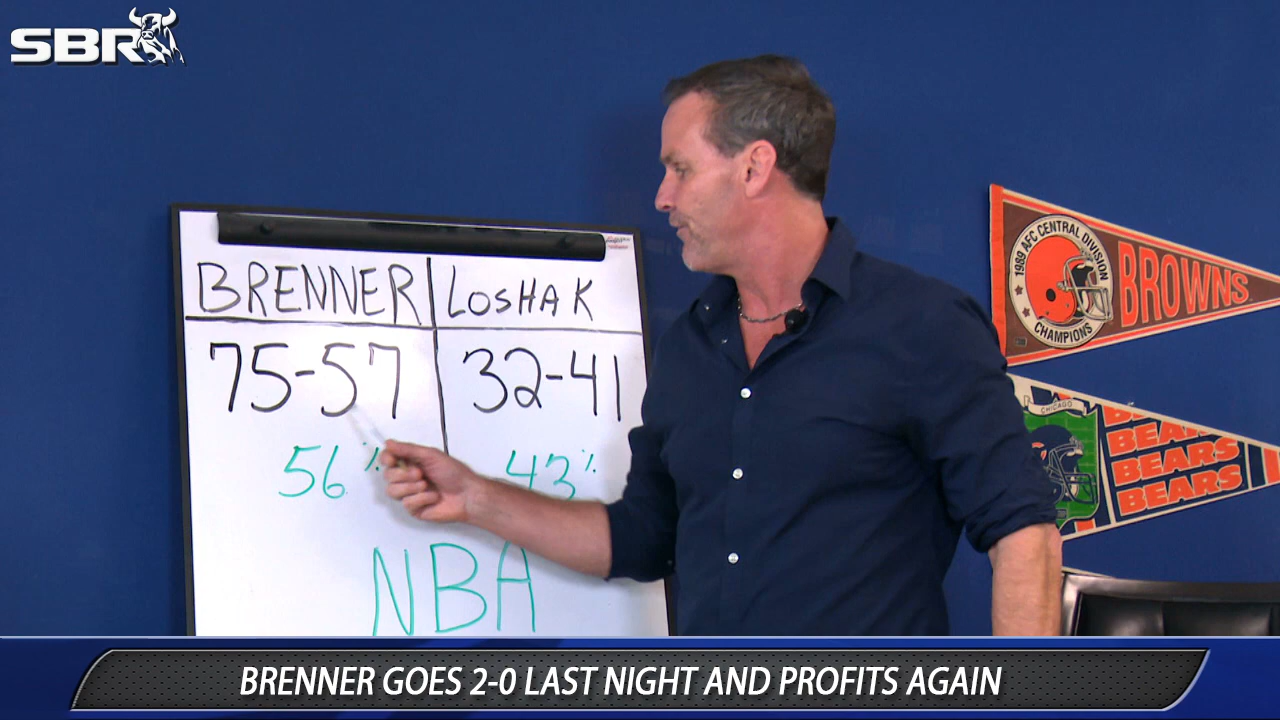 SBR
BRENNER
LOSHAK
75-57
32-41
56%
43%
NBA
1989 AFC CENTRAL DIVISION
CHAMPIONS
BROWNS
CHICAGO
BEARS
BEARS
BEARS
BEARS
BRENNER GOES 2-0 LAST NIGHT AND PROFITS AGAIN